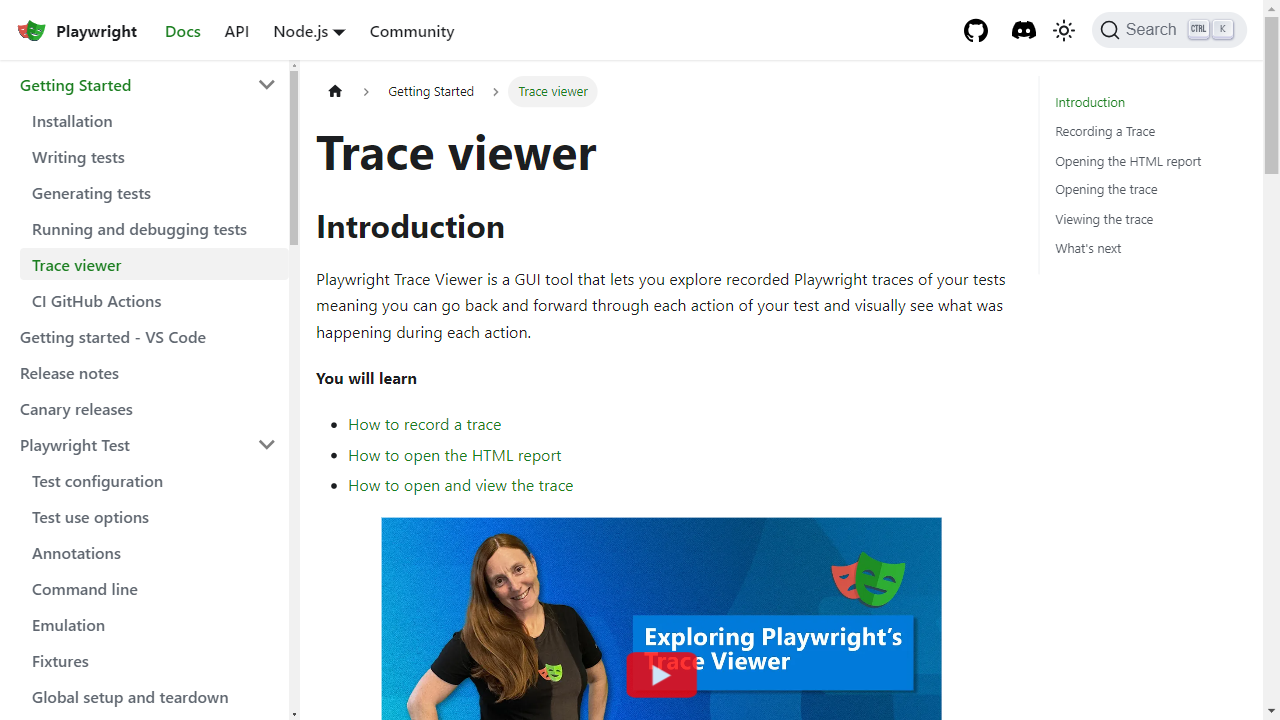 Playwright
Docs
API
Node.js
Community
Search
CTRL
K
Getting Started
Installation
Writing tests
Generating tests
Running and debugging tests
Trace viewer
CI GitHub Actions
Getting started - VS Code
Release notes
Canary releases
Playwright Test
Test configuration
Test use options
Annotations
Command line
Emulation
Fixtures
Global setup and teardown
Getting Started
Trace viewer
Trace viewer
Introduction
Playwright Trace Viewer is a GUI tool that lets you explore recorded Playwright traces of your tests
meaning you can go back and forward through each action of your test and visually see what was
happening during each action.
You will learn
How to record a trace
How to open the HTML report
How to open and view the trace
Exploring Playwright's
Trace Viewer
Introduction
Recording a Trace
Opening the HTML report
Opening the trace
Viewing the trace
What's next